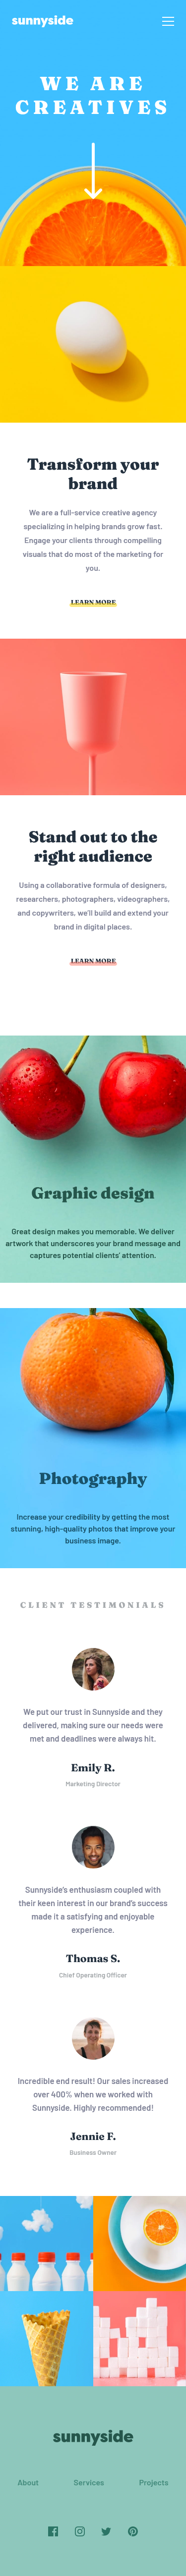 sunnyside
WE ARE
CREATIVES
Transform your
brand
We are a full-service creative agency
specializing in helping brands grow fast.
Engage your clients through compelling
visuals that do most of the marketing for
you.
LEARN MORE
Stand out to the
right audience
Using a collaborative formula of designers,
researchers, photographers, videographers,
and copywriters, we'll build and extend your
brand in digital places.
LEARN MORE
Graphic design
Great design makes you memorable. We deliver
artwork that underscores your brand message and
captures potential clients' attention.
Photography
Increase your credibility by getting the most
stunning, high-quality photos that improve your
business image.
CLIENT TESTIMONIALS
We put our trust in Sunnyside and they
delivered, making sure our needs were
met and deadlines were always hit.
Emily R.
Marketing Director
Sunnyside's enthusiasm coupled with
their keen interest in our brand's success
made it a satisfying and enjoyable
experience.
Thomas S.
Chief Operating Officer
Incredible end result! Our sales increased
over 400% when we worked with
Sunnyside. Highly recommended!
Jennie F.
Business Owner
sunnyside
About Services Projects